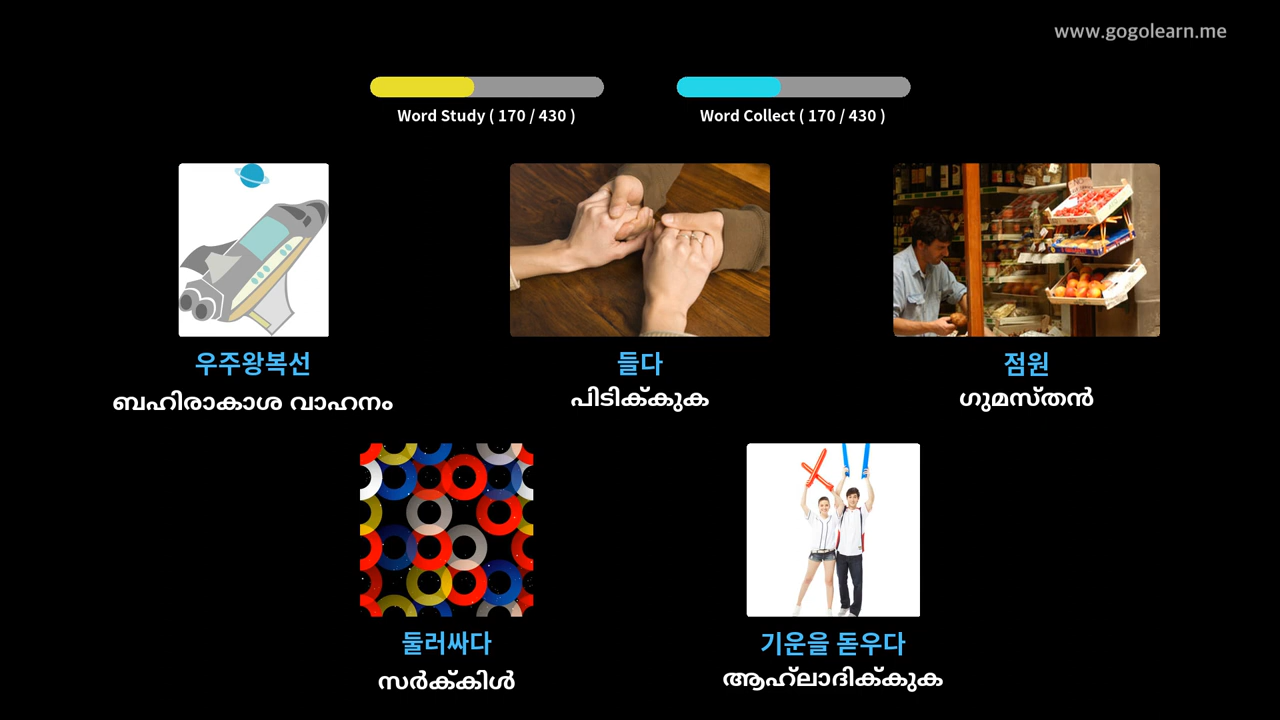 www.gogolearn.me
Word Study ( 170 / 430 )
Word Collect ( 170 / 430 )
우주왕복선
ബഹിരാകാശ വാഹനം
들다
പിടിക്കുക
점원
ഗുമസ്തൻ
둘러싸다
സർക്കിൾ
기운을 돋우다
ആഹ്ലാദിക്കുക